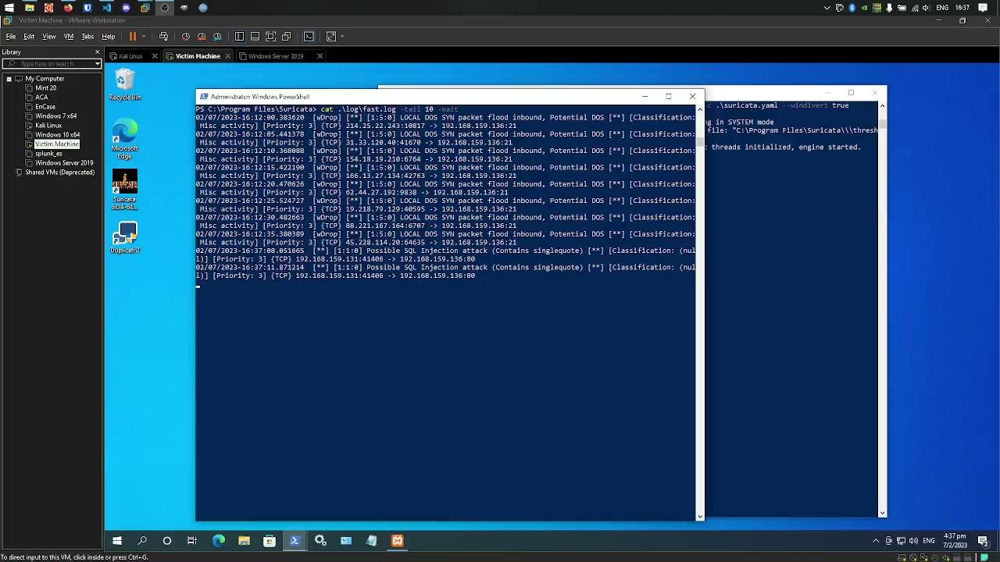 ENG 16:37
Victim Machine - VMware Workstation
File Edit View VM Tabs Help
Library
Type here to search
My Computer
Mint 20
ACA
EnCase
Windows 7 x64
Kali Linux
Windows 10 x64
Victim Machine
splunk_es
Windows Server 2019
Shared VMs (Deprecated)
Kali Linux Victim Machine Windows Server 2019
Recycle Bin
Microsoft
Edge
Suricata
6.0.4-64...
Duplicati 2
c .\suricata.yaml --windivert true
ng in SYSTEM mode
file: "C:\Program Files\Suricata\\\thresh
c threads initialized, engine started.
Administrator: Windows PowerShell
PS C:\Program Files\Suricata> cat .\log\fast.log -tail 10 -wait
02/07/2023-16:12:00.383620 [wDrop] [**] [1:5:0] LOCAL DOS SYN packet flood inbound, Potential DOS [**] [Classification:
Misc activity] [Priority: 3] {TCP} 214.25.22.243:10817 -> 192.168.159.136:21
02/07/2023-16:12:05.441378 [wDrop] [**] [1:5:0] LOCAL DOS SYN packet flood inbound, Potential DOS [**] [Classification:
Misc activity] [Priority: 3] {TCP} 31.33.120.40:41670 -> 192.168.159.136:21
02/07/2023-16:12:10.368088 [wDrop] [**] [1:5:0] LOCAL DOS SYN packet flood inbound, Potential DOS [**] [Classification:
Misc activity] [Priority: 3] {TCP} 154.18.19.210:6764 -> 192.168.159.136:21
02/07/2023-16:12:15.422190 [wDrop] [**] [1:5:0] LOCAL DOS SYN packet flood inbound, Potential DOS [**] [Classification:
Misc activity] [Priority: 3] {TCP} 166.13.27.134:42763 -> 192.168.159.136:21
02/07/2023-16:12:20.470626 [wDrop] [**] [1:5:0] LOCAL DOS SYN packet flood inbound, Potential DOS [**] [Classification:
Misc activity] [Priority: 3] {TCP} 62.44.27.192:9838 -> 192.168.159.136:21
02/07/2023-16:12:25.524727 [wDrop] [**] [1:5:0] LOCAL DOS SYN packet flood inbound, Potential DOS [**] [Classification:
Misc activity] [Priority: 3] {TCP} 19.218.79.129:40595 -> 192.168.159.136:21
02/07/2023-16:12:30.482663 [wDrop] [**] [1:5:0] LOCAL DOS SYN packet flood inbound, Potential DOS [**] [Classification:
Misc activity] [Priority: 3] {TCP} 88.221.167.164:6707 -> 192.168.159.136:21
02/07/2023-16:12:35.380389 [wDrop] [**] [1:5:0] LOCAL DOS SYN packet flood inbound, Potential DOS [**] [Classification:
Misc activity] [Priority: 3] {TCP} 45.228.114.20:64635 -> 192.168.159.136:21
02/07/2023-16:37:08.051665 [**] [1:1:0] Possible SQL Injection attack (Contains singlequote) [**] [Classification: (nul
l)] [Priority: 3] {TCP} 192.168.159.131:41406 -> 192.168.159.136:80
02/07/2023-16:37:11.871214 [**] [1:1:0] Possible SQL Injection attack (Contains singlequote) [**] [Classification: (nul
l)] [Priority: 3] {TCP} 192.168.159.131:41406 -> 192.168.159.136:80
ENG 4:37 pm
7/2/2023
To direct input to this VM, click inside or press Ctrl+G.